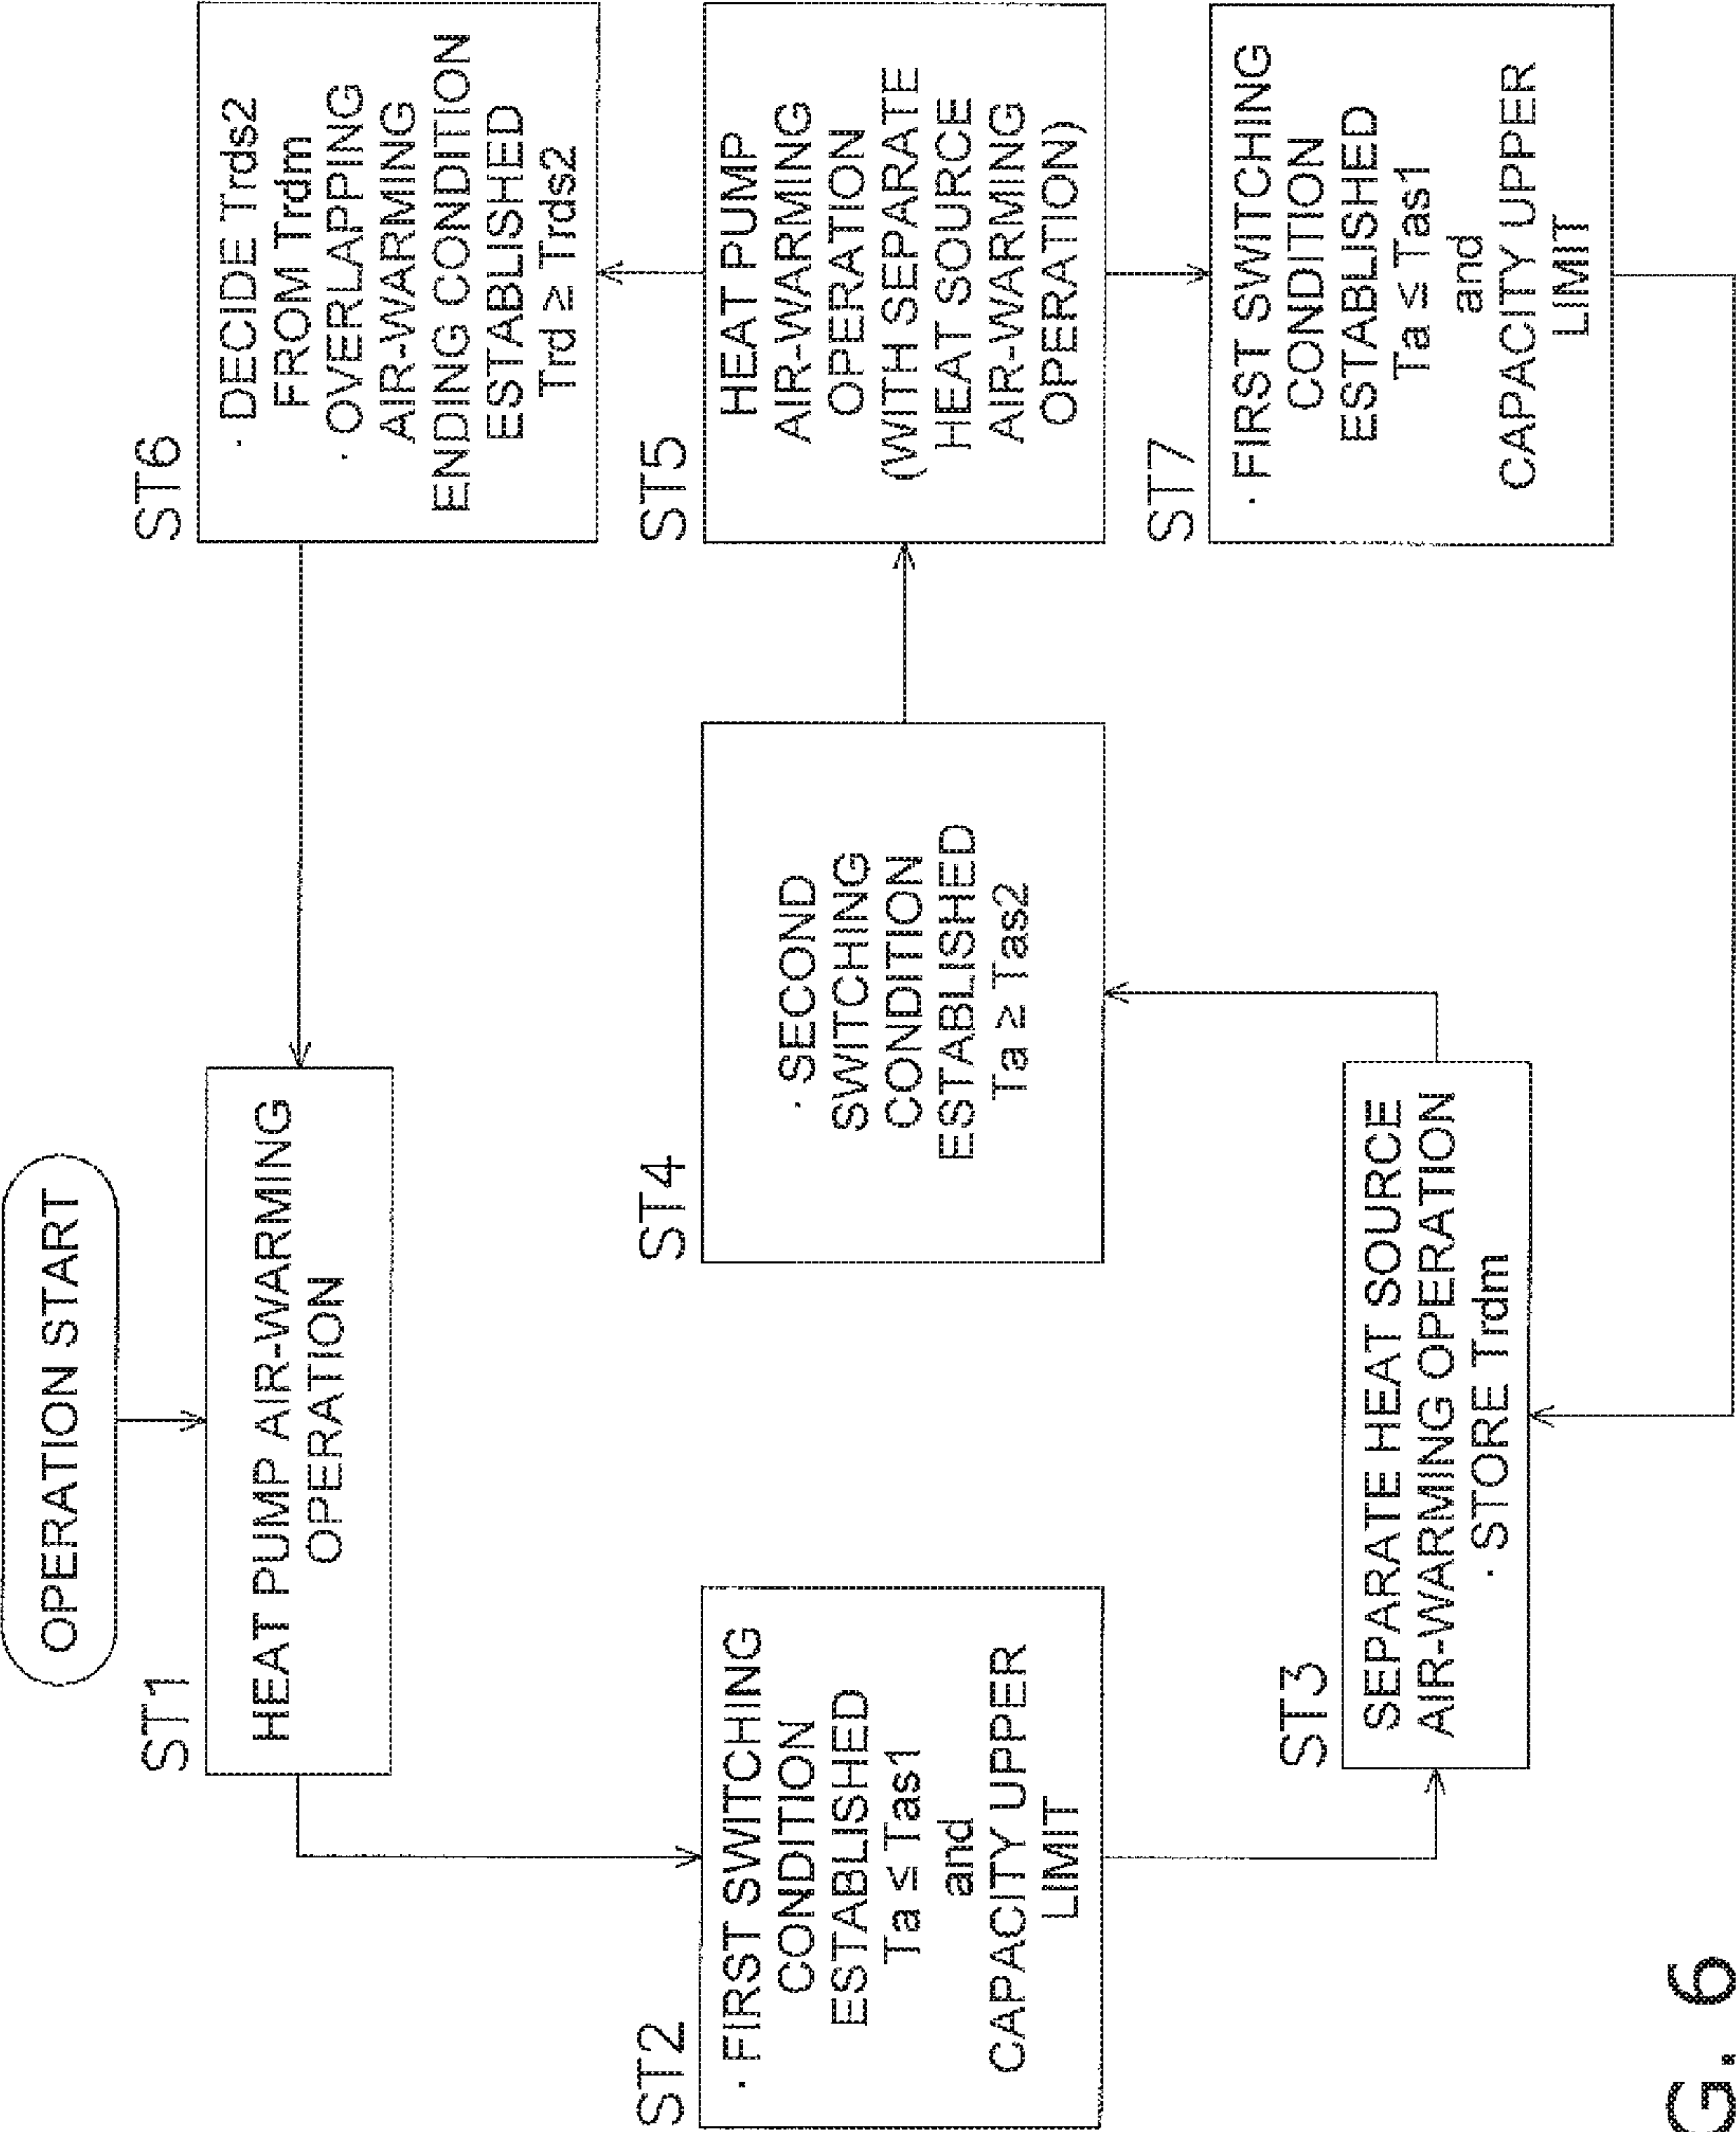 OPERATION START
ST1
HEAT PUMP AIR-WARMING
OPERATION
ST2
· FIRST SWITCHING
CONDITION
ESTABLISHED
Ta ≤ Tas1
and
CAPACITY UPPER
LIMIT
ST3
SEPARATE HEAT SOURCE
AIR-WARMING OPERATION
· STORE Trdm
ST4
· SECOND
SWITCHING
CONDITION
ESTABLISHED
Ta ≥ Tas2
ST5
HEAT PUMP
AIR-WARMING
OPERATION
(WITH SEPARATE
HEAT SOURCE
AIR-WARMING
OPERATION)
ST6
· DECIDE Trds2
FROM Trdm
· OVERLAPPING
AIR-WARMING
ENDING CONDITION
ESTABLISHED
Trd ≥ Trds2
ST7
· FIRST SWITCHING
CONDITION
ESTABLISHED
Ta ≤ Tas1
and
CAPACITY UPPER
LIMIT
G. 6